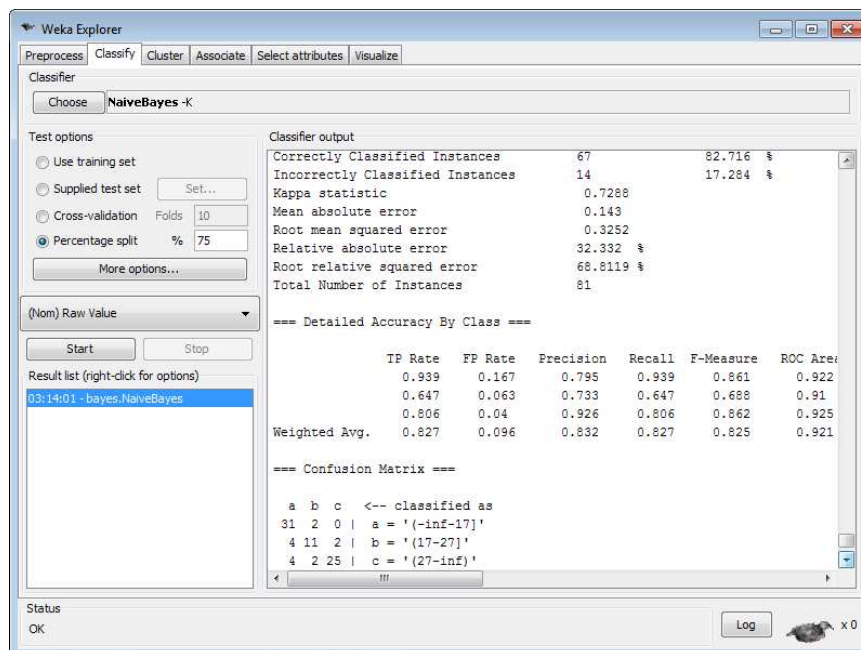 Weka Explorer
Preprocess Classify Cluster Associate Select attributes Visualize
Classifier
Choose NaiveBayes -K
Test options
Use training set
Supplied test set Set...
Cross-validation Folds 10
Percentage split % 75
More options...
(Nom) Raw Value
Start Stop
Result list (right-click for options)
03:14:01 - bayes.NaiveBayes
Classifier output
Correctly Classified Instances 67 82.716 %
Incorrectly Classified Instances 14 17.284 %
Kappa statistic 0.7288
Mean absolute error 0.143
Root mean squared error 0.3252
Relative absolute error 32.332 %
Root relative squared error 68.8119 %
Total Number of Instances 81
=== Detailed Accuracy By Class ===
TP Rate FP Rate Precision Recall F-Measure ROC Area
0.939 0.167 0.795 0.939 0.861 0.922
0.647 0.063 0.733 0.647 0.688 0.91
0.806 0.04 0.926 0.806 0.862 0.925
Weighted Avg. 0.827 0.096 0.832 0.827 0.825 0.921
=== Confusion Matrix ===
a b c <-- classified as
31 2 0 | a = '(-inf-17]'
4 11 2 | b = '(17-27]'
4 2 25 | c = '(27-inf)'
Status
OK
Log x 0